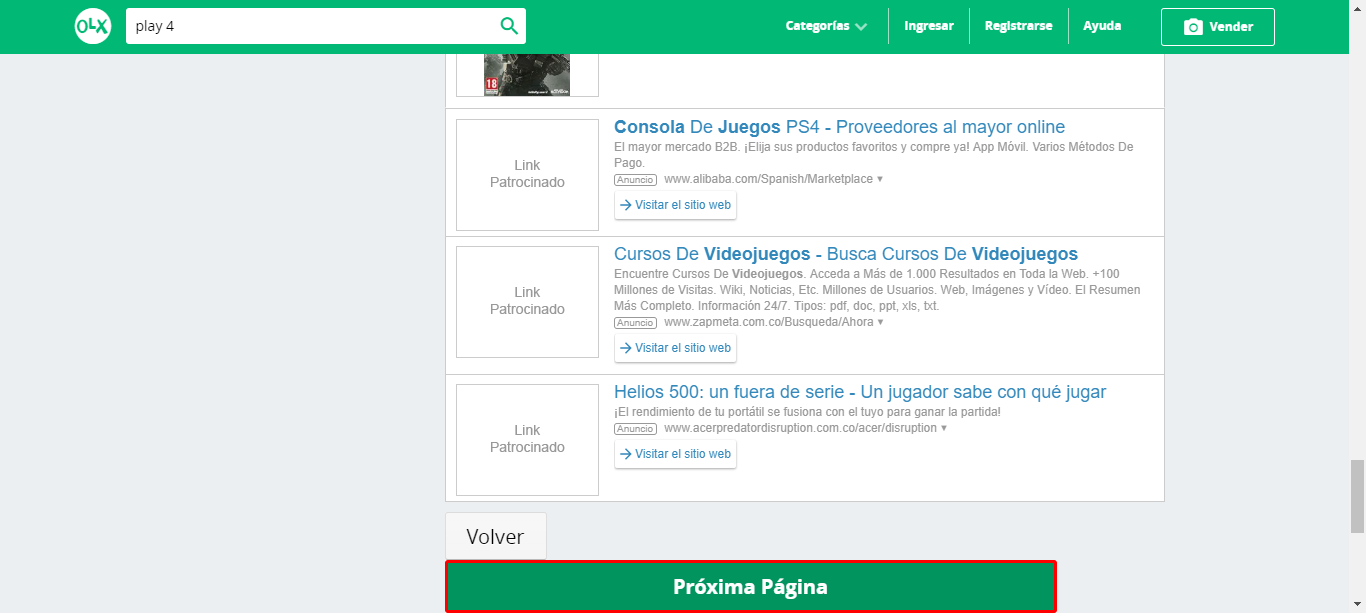 OLX
play 4
Categorías
Ingresar
Registrarse
Ayuda
Vender
18
Consola De Juegos PS4 - Proveedores al mayor online
Link
Patrocinado
El mayor mercado B2B. ¡Elija sus productos favoritos y compre ya! App Móvil. Varios Métodos De
Pago.
Anuncio www.alibaba.com/Spanish/Marketplace ▾
→ Visitar el sitio web
Cursos De Videojuegos - Busca Cursos De Videojuegos
Link
Patrocinado
Encuentre Cursos De Videojuegos. Acceda a Más de 1.000 Resultados en Toda la Web. +100
Millones de Visitas. Wiki, Noticias, Etc. Millones de Usuarios. Web, Imágenes y Vídeo. El Resumen
Más Completo. Información 24/7. Tipos: pdf, doc, ppt, xls, txt.
Anuncio www.zapmeta.com.co/Busqueda/Ahora ▾
→ Visitar el sitio web
Helios 500: un fuera de serie - Un jugador sabe con qué jugar
Link
Patrocinado
¡El rendimiento de tu portátil se fusiona con el tuyo para ganar la partida!
Anuncio www.acerpredatordisruption.com.co/acer/disruption ▾
→ Visitar el sitio web
Volver
Próxima Página